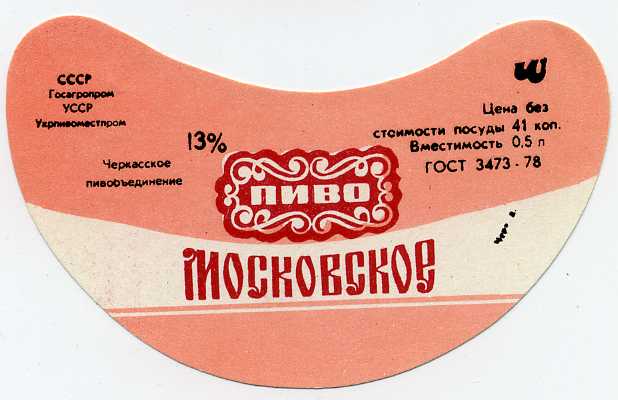 СССР
Госагропром
УССР
Укрпивомастпром
Черкасское
пивобъединение
13%
ПИВО
МОСКОВСКОЕ
Цена без
стоимости посуды 41 коп.
Вместимость 0,5 л
ГОСТ 3473-78